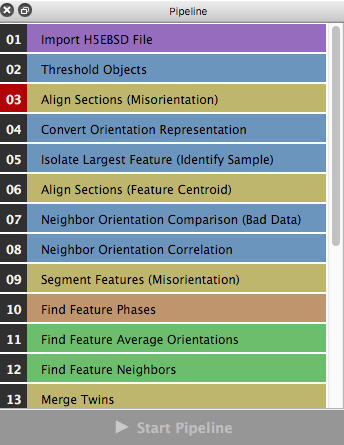 Pipeline
01 Import H5EBSD File
02 Threshold Objects
03 Align Sections (Misorientation)
04 Convert Orientation Representation
05 Isolate Largest Feature (Identify Sample)
06 Align Sections (Feature Centroid)
07 Neighbor Orientation Comparison (Bad Data)
08 Neighbor Orientation Correlation
09 Segment Features (Misorientation)
10 Find Feature Phases
11 Find Feature Average Orientations
12 Find Feature Neighbors
13 Merge Twins
Start Pipeline